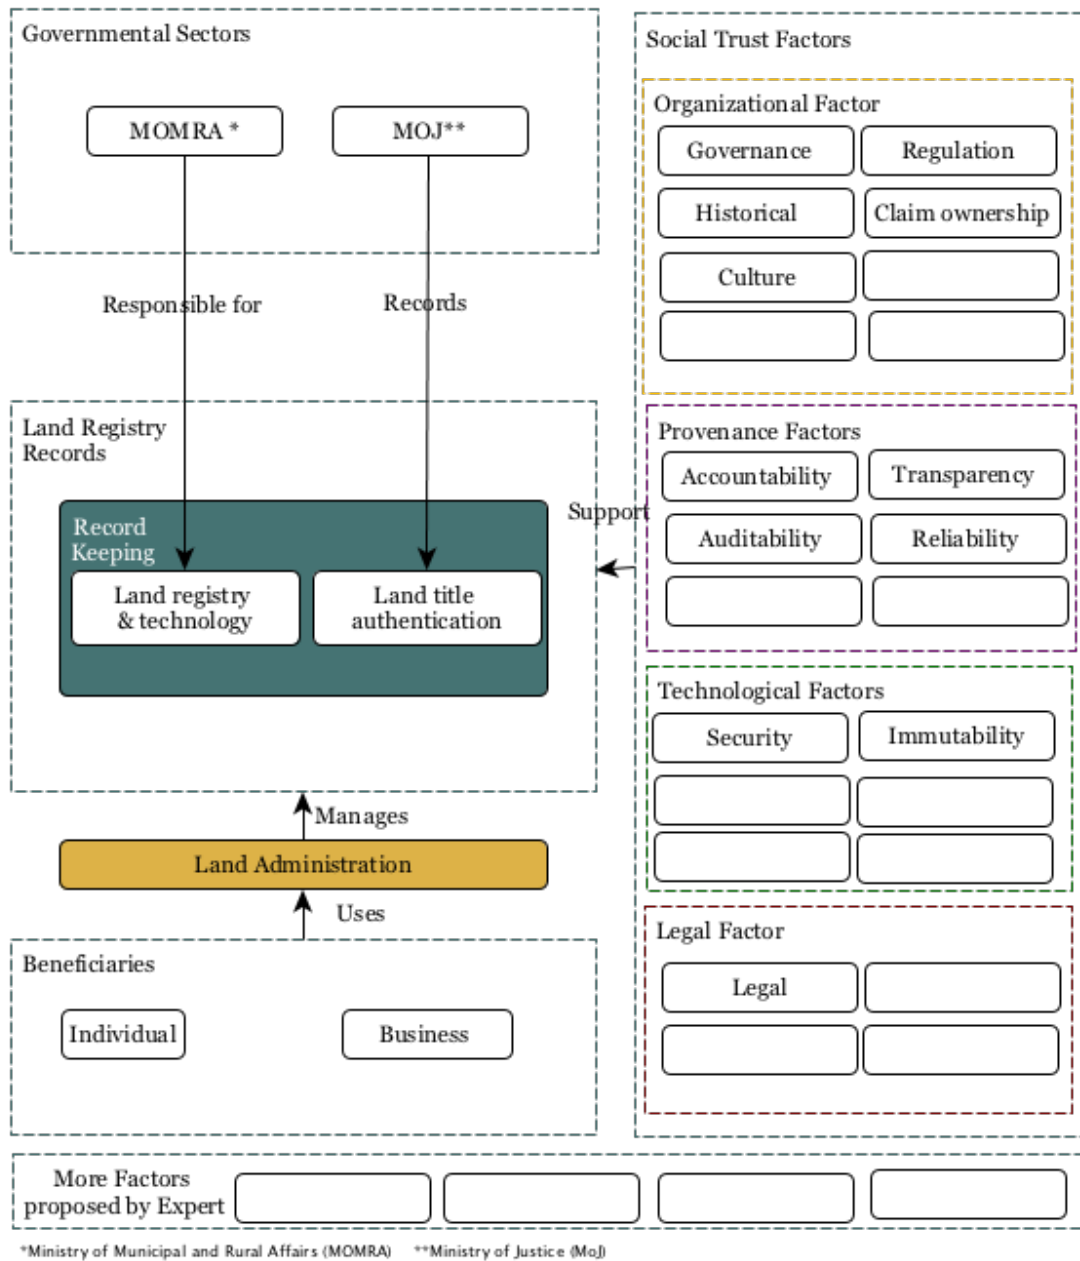 Governmental Sectors
MOMRA *
MOJ**
Responsible for
Records
Land Registry
Records
Record
Keeping
Land registry
& technology
Land title
authentication
Manages
Land Administration
Uses
Beneficiaries
Individual
Business
Support
Social Trust Factors
Organizational Factor
Governance
Regulation
Historical
Claim ownership
Culture
Provenance Factors
Accountability
Transparency
Auditability
Reliability
Technological Factors
Security
Immutability
Legal Factor
Legal
More Factors
proposed by Expert
*Ministry of Municipal and Rural Affairs (MOMRA) **Ministry of Justice (MoJ)